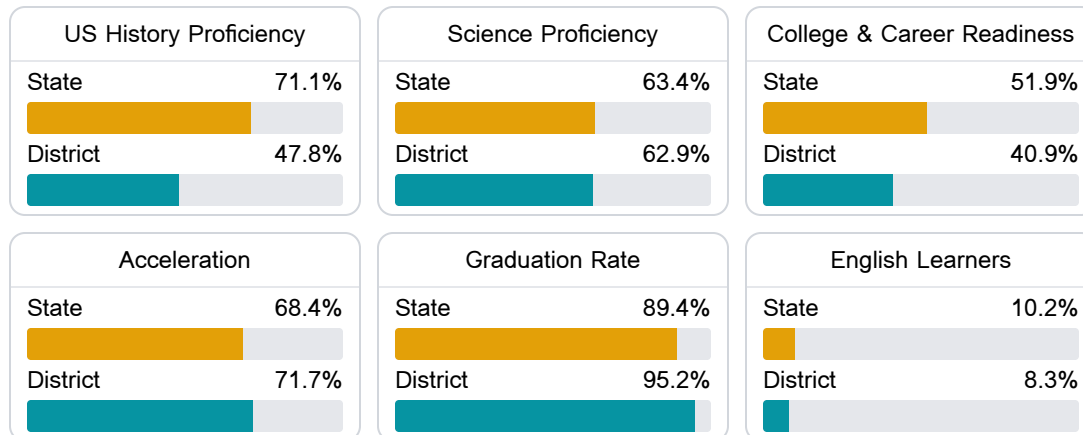 US History Proficiency
State 71.1%
District 47.8%
Science Proficiency
State 63.4%
District 62.9%
College & Career Readiness
State 51.9%
District 40.9%
Acceleration
State 68.4%
District 71.7%
Graduation Rate
State 89.4%
District 95.2%
English Learners
State 10.2%
District 8.3%